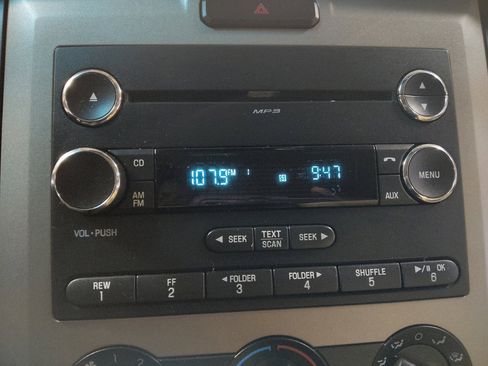 MP3
CD
107.9 FM 1 S 9:47
MENU
AM
FM
AUX
VOL • PUSH
◄ SEEK
TEXT
SCAN
SEEK ►
REW
1
FF
2
◄ FOLDER
3
FOLDER ►
4
SHUFFLE
5
►/II OK
6
2